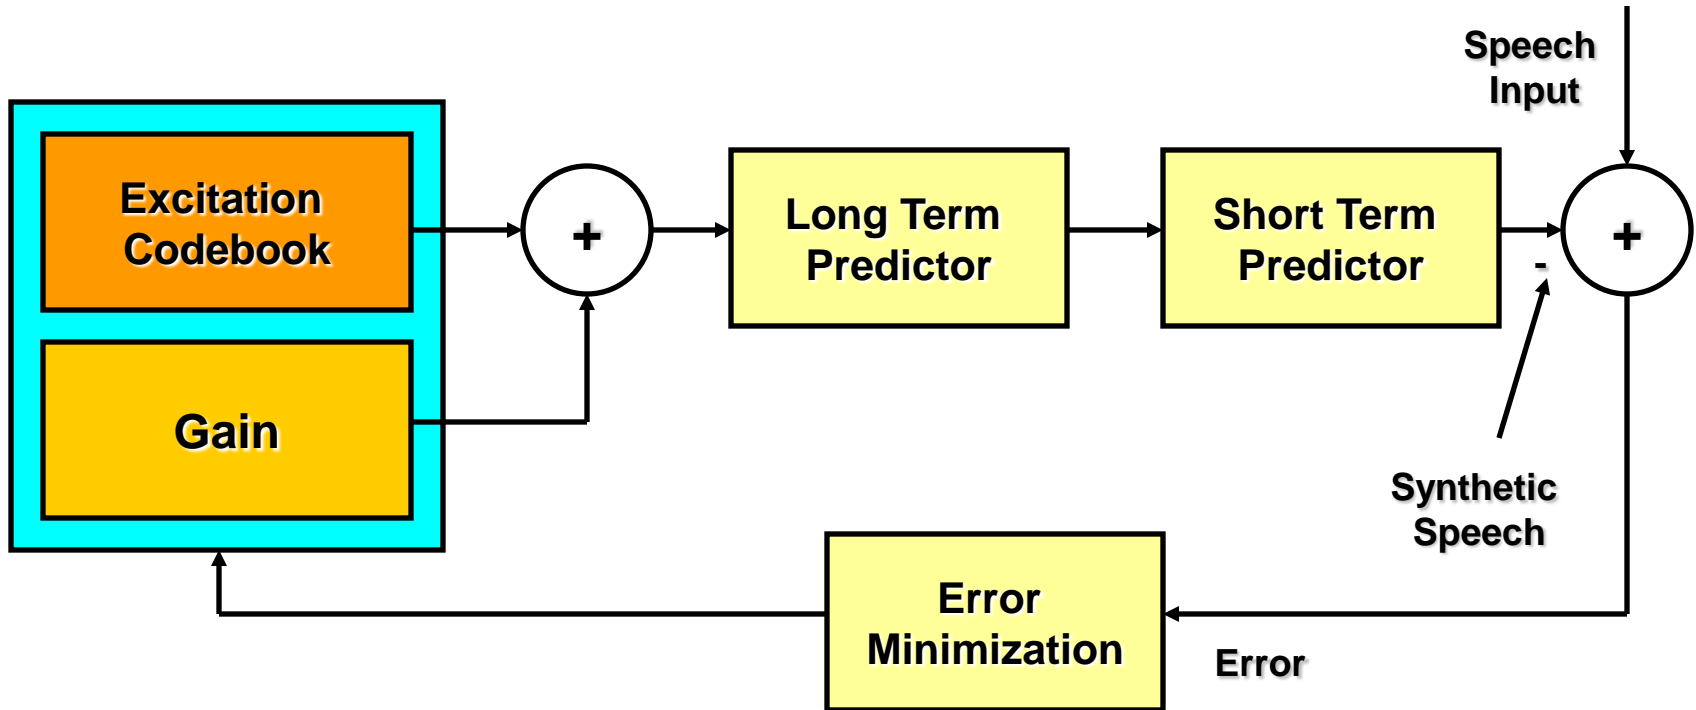 Speech
Input
Excitation
Codebook
+
Long Term
Predictor
Short Term
Predictor
+
-
Gain
Synthetic
Speech
Error
Minimization
Error